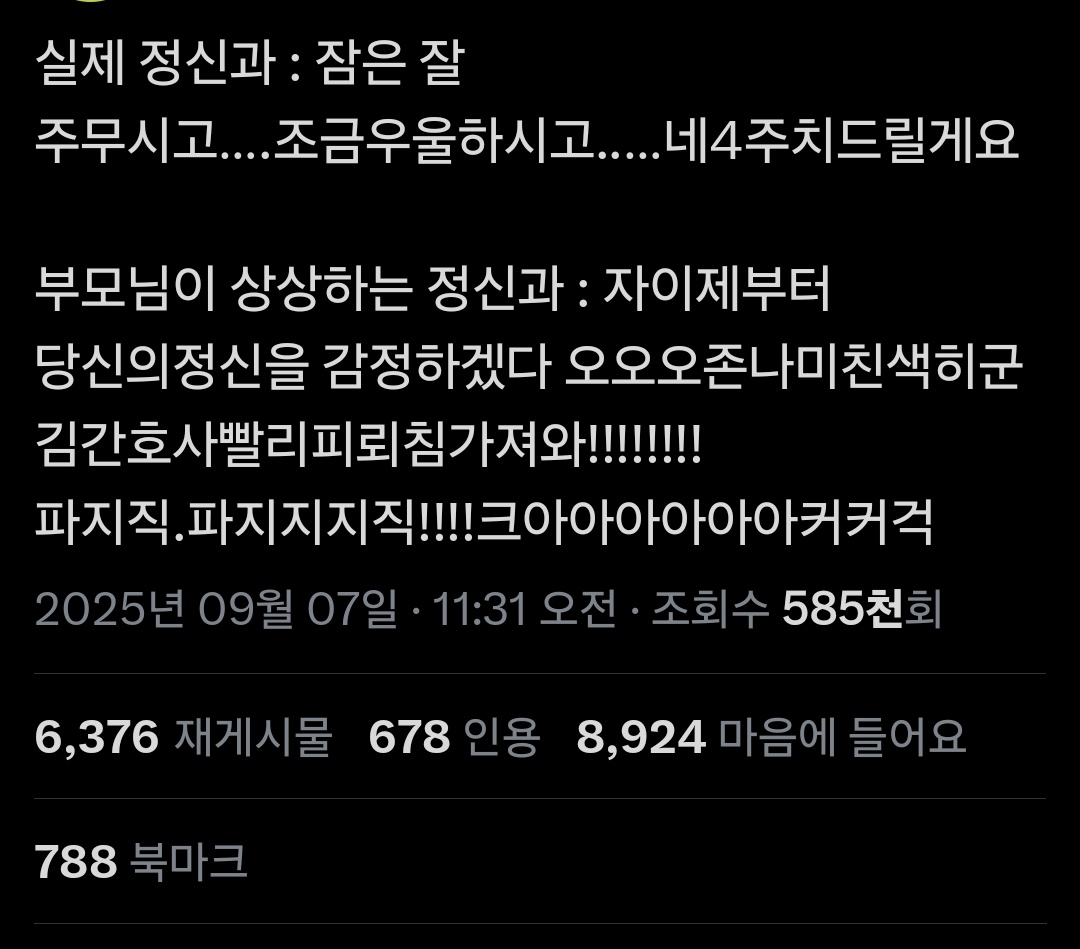 실제 정신과 : 잠은 잘
주무시고....조금우울하시고.....네4주치드릴게요
부모님이 상상하는 정신과 : 자이제부터
당신의정신을 감정하겠다 오오오존나미친색히군
김간호사빨리피뢰침가져와!!!!!!!!!
파지직.파지지지직!!!!크아아아아아아커커걱
2025년 09월 07일 · 11:31 오전 · 조회수 585천회
6,376 재게시물 678 인용 8,924 마음에 들어요
788 북마크